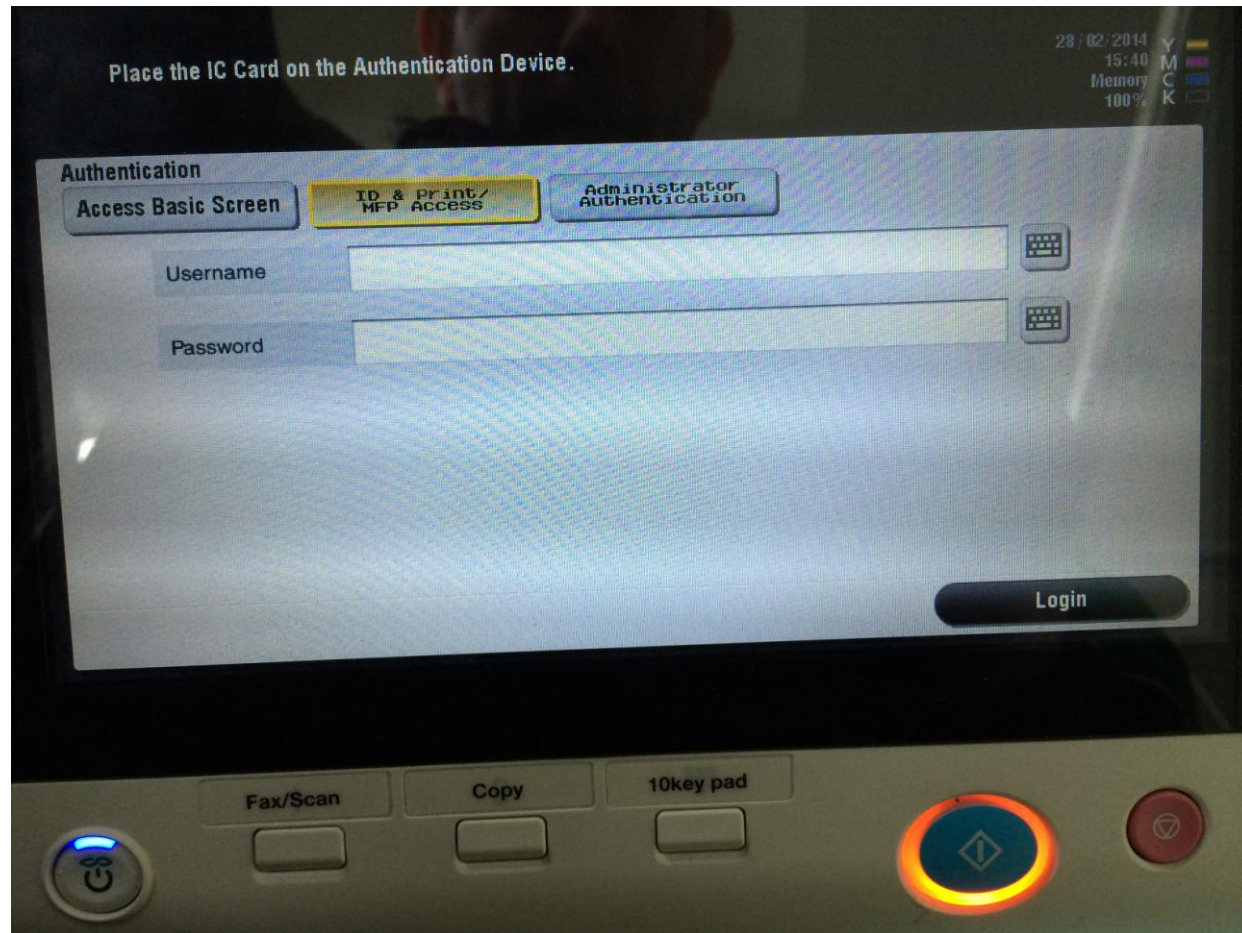 Place the IC Card on the Authentication Device.
28/02/2014
15:40
Memory
100%
Y
M
C
K
Authentication
Access Basic Screen
ID & Print/
MFP Access
Administrator
Authentication
Username
Password
Login
Fax/Scan
Copy
10key pad